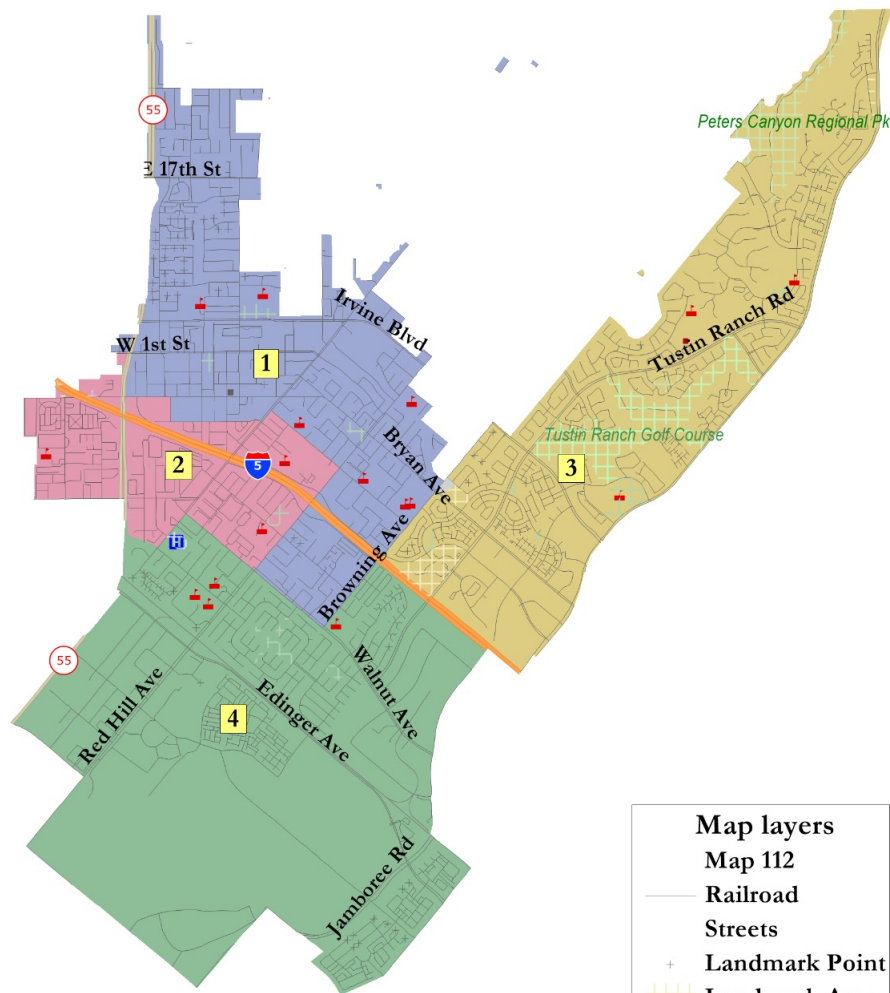 55
Peters Canyon Regional Pk
E 17th St
Irvine Blvd
Tustin Ranch Rd
W 1st St
1
Bryan Ave
Tustin Ranch Golf Course
2
5
3
H
Browning Ave
55
Walnut Ave
Red Hill Ave
Edinger Ave
4
Jamboree Rd
Map layers
Map 112
Railroad
Streets
Landmark Point